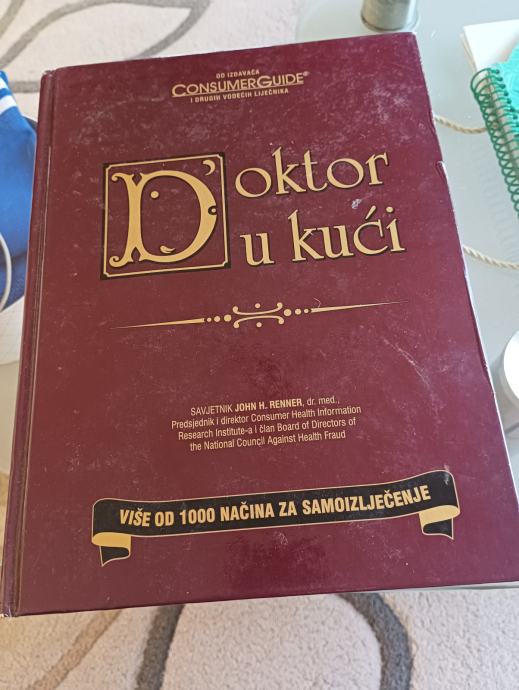 OD IZDAVAČA
CONSUMERGUIDE®
I DRUGIH VODEĆIH LIJEČNIKA
Doktor
u kući
SAVJETNIK JOHN H. RENNER, dr. med.,
Predsjednik i direktor Consumer Health Information
Research Institute-a i član Board of Directors of
the National Council Against Health Fraud
VIŠE OD 1000 NAČINA ZA SAMOIZLJEČENJE